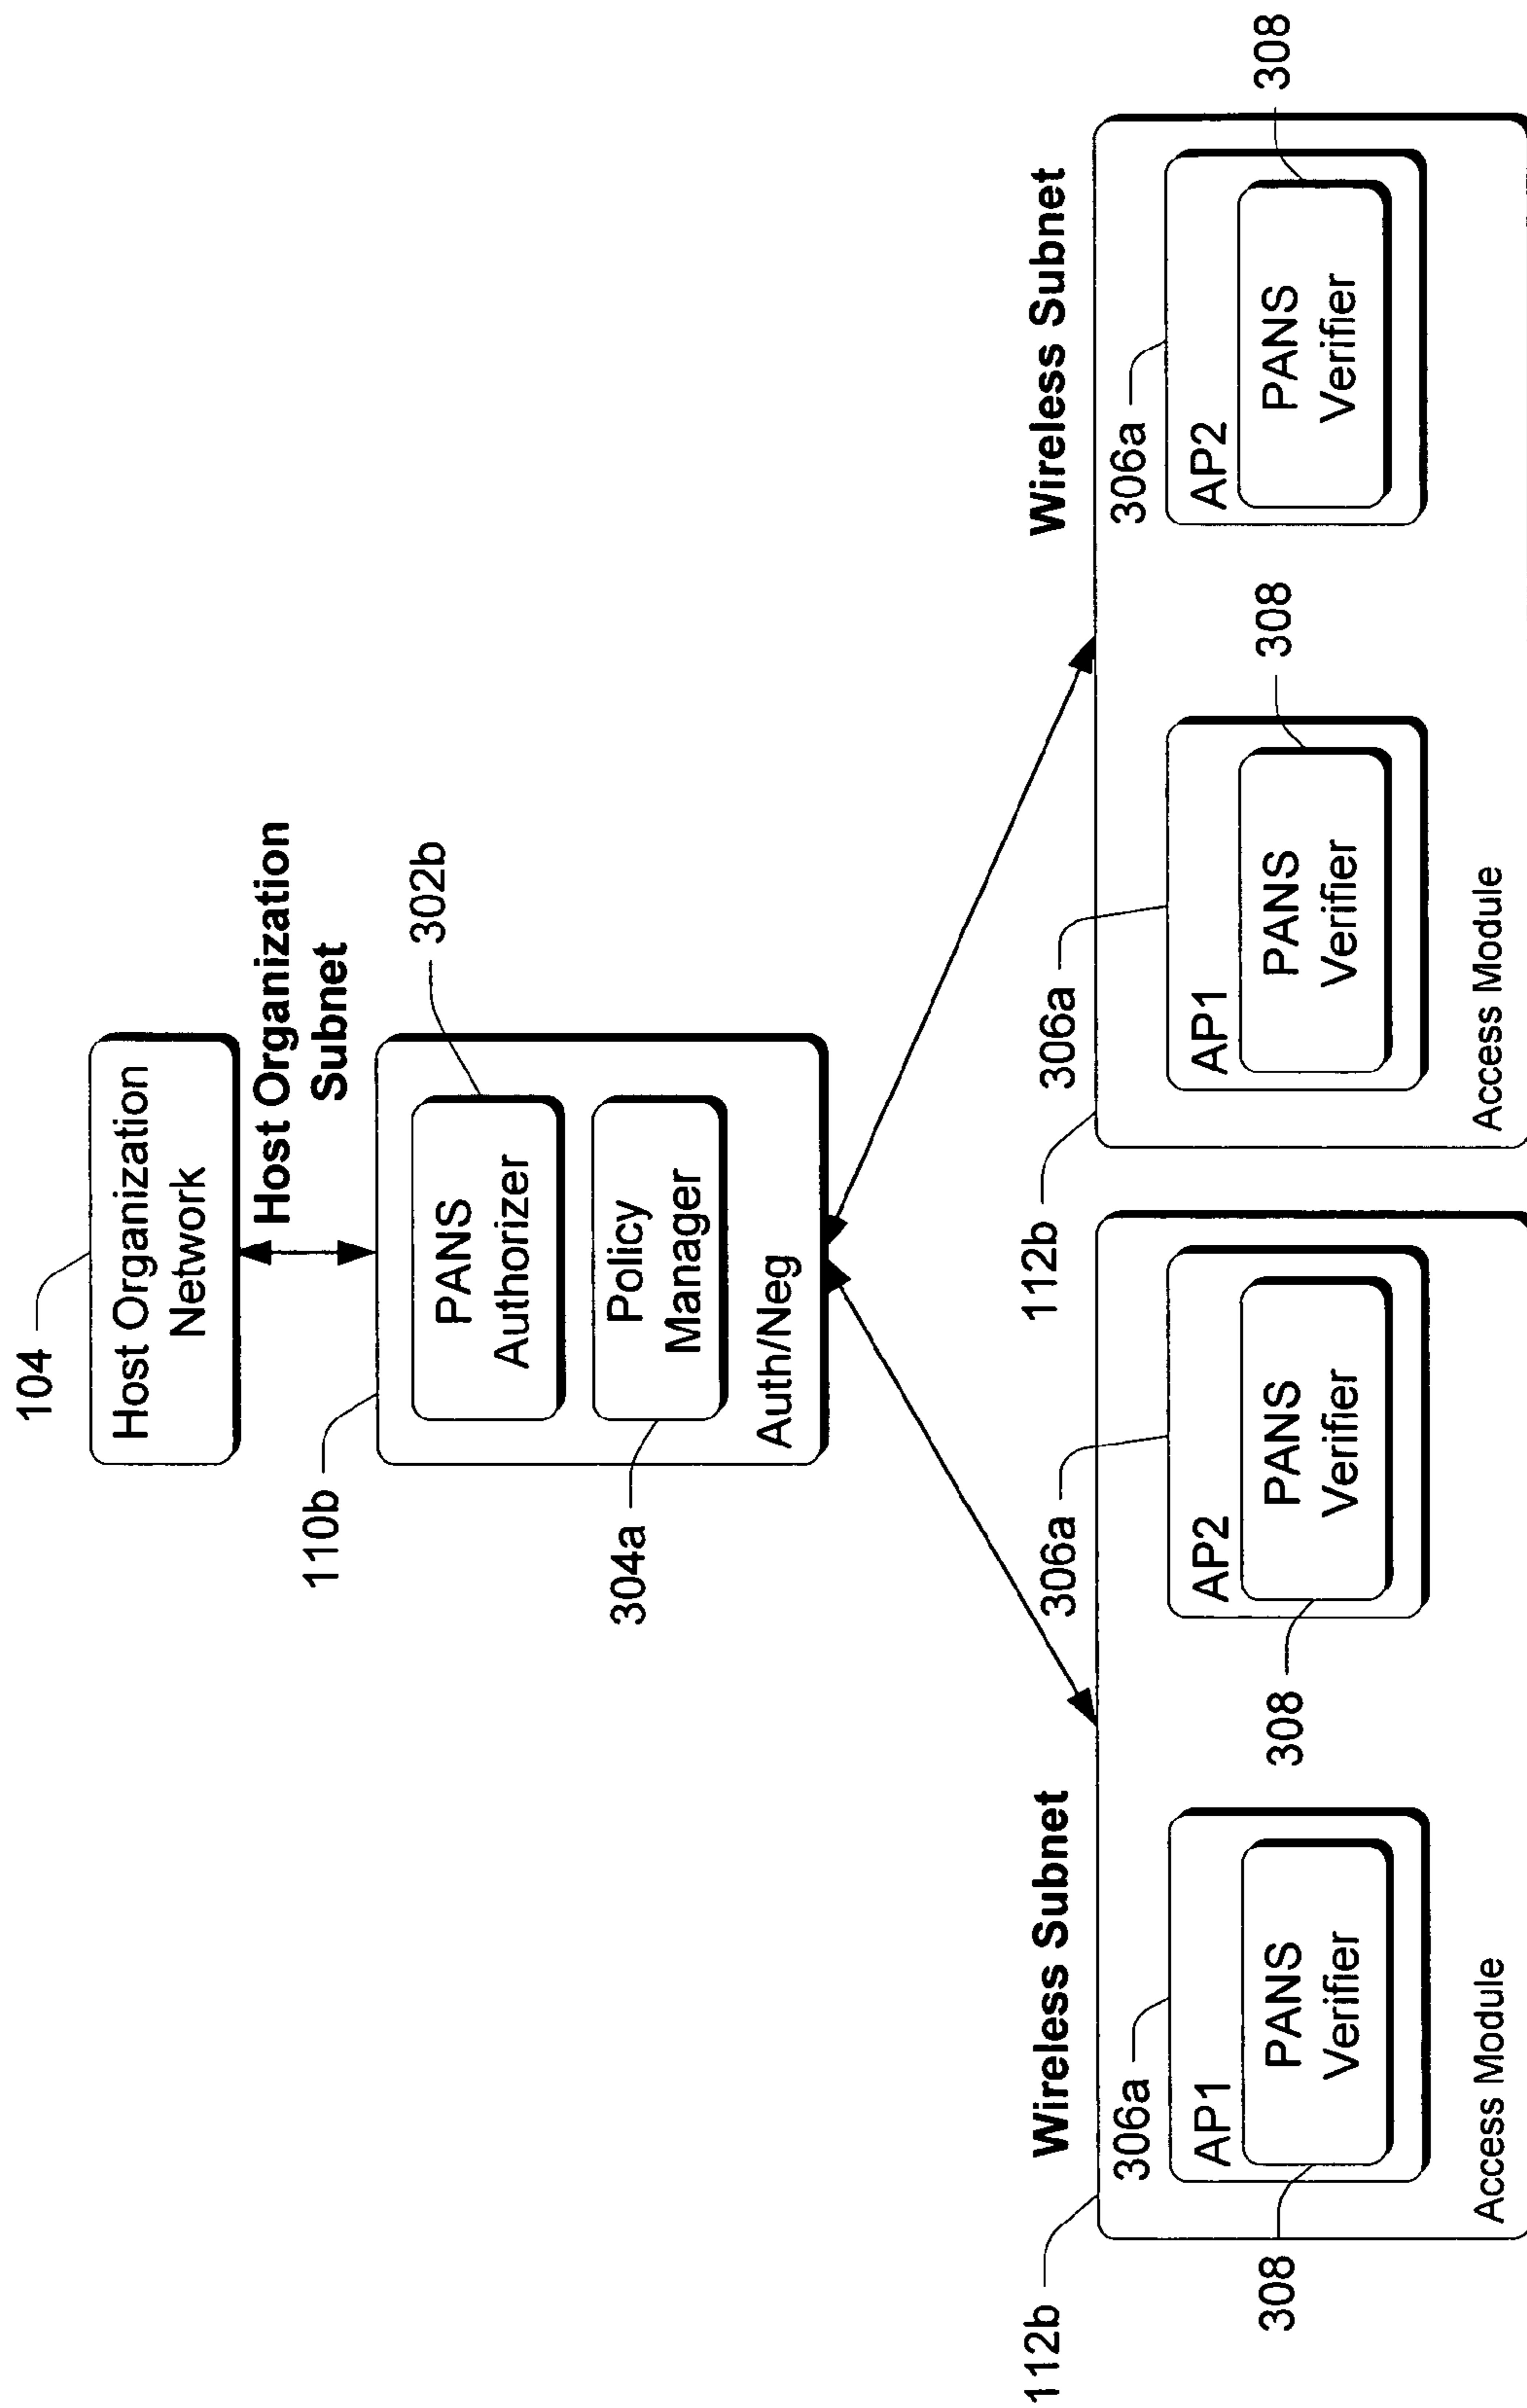 104
Host Organization
Network
Host Organization
Subnet
110b
302b
PANS
Authorizer
304a
Policy
Manager
Auth/Neg
Wireless Subnet
112b
306a
AP1
PANS
Verifier
308
306a
AP2
PANS
Verifier
308
Access Module
Wireless Subnet
112b
306a
AP1
PANS
Verifier
308
306a
AP2
PANS
Verifier
308
Access Module